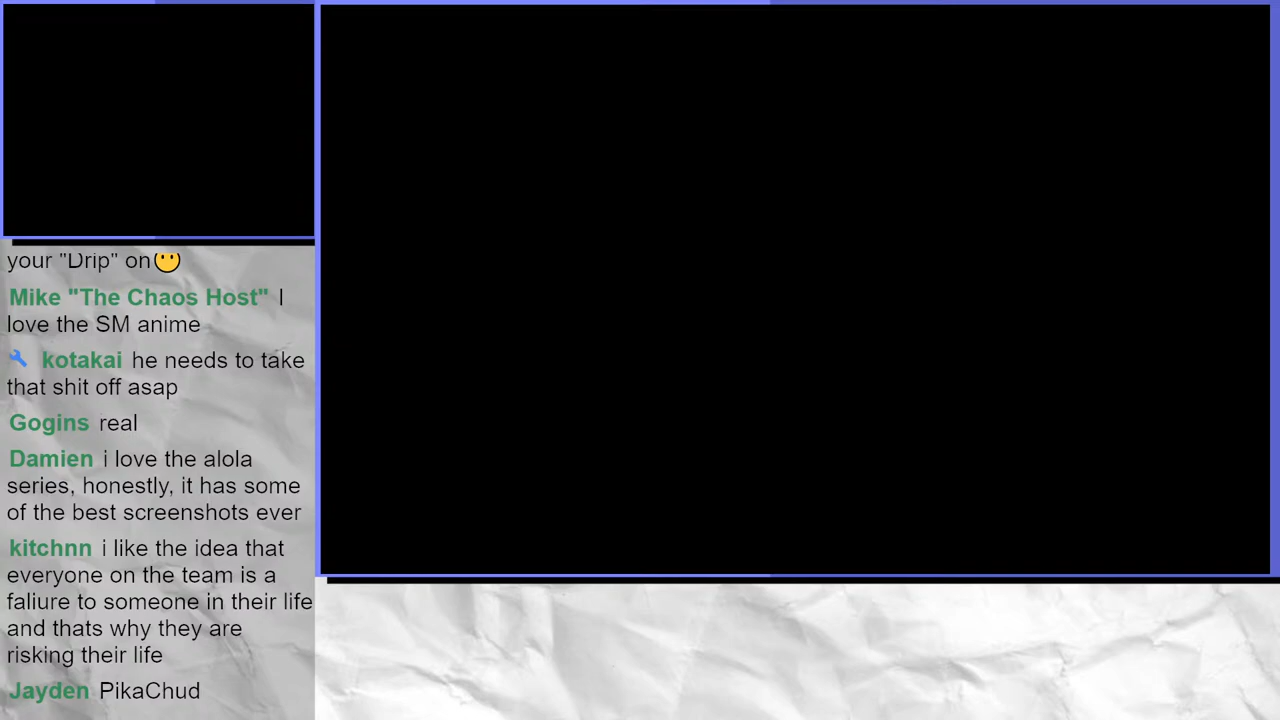 your "Drip" on😶
Mike "The Chaos Host" I
love the SM anime
kotakai he needs to take
that shit off asap
Gogins real
Damien i love the alola
series, honestly, it has some
of the best screenshots ever
kitchnn i like the idea that
everyone on the team is a
faliure to someone in their life
and thats why they are
risking their life
Jayden PikaChud